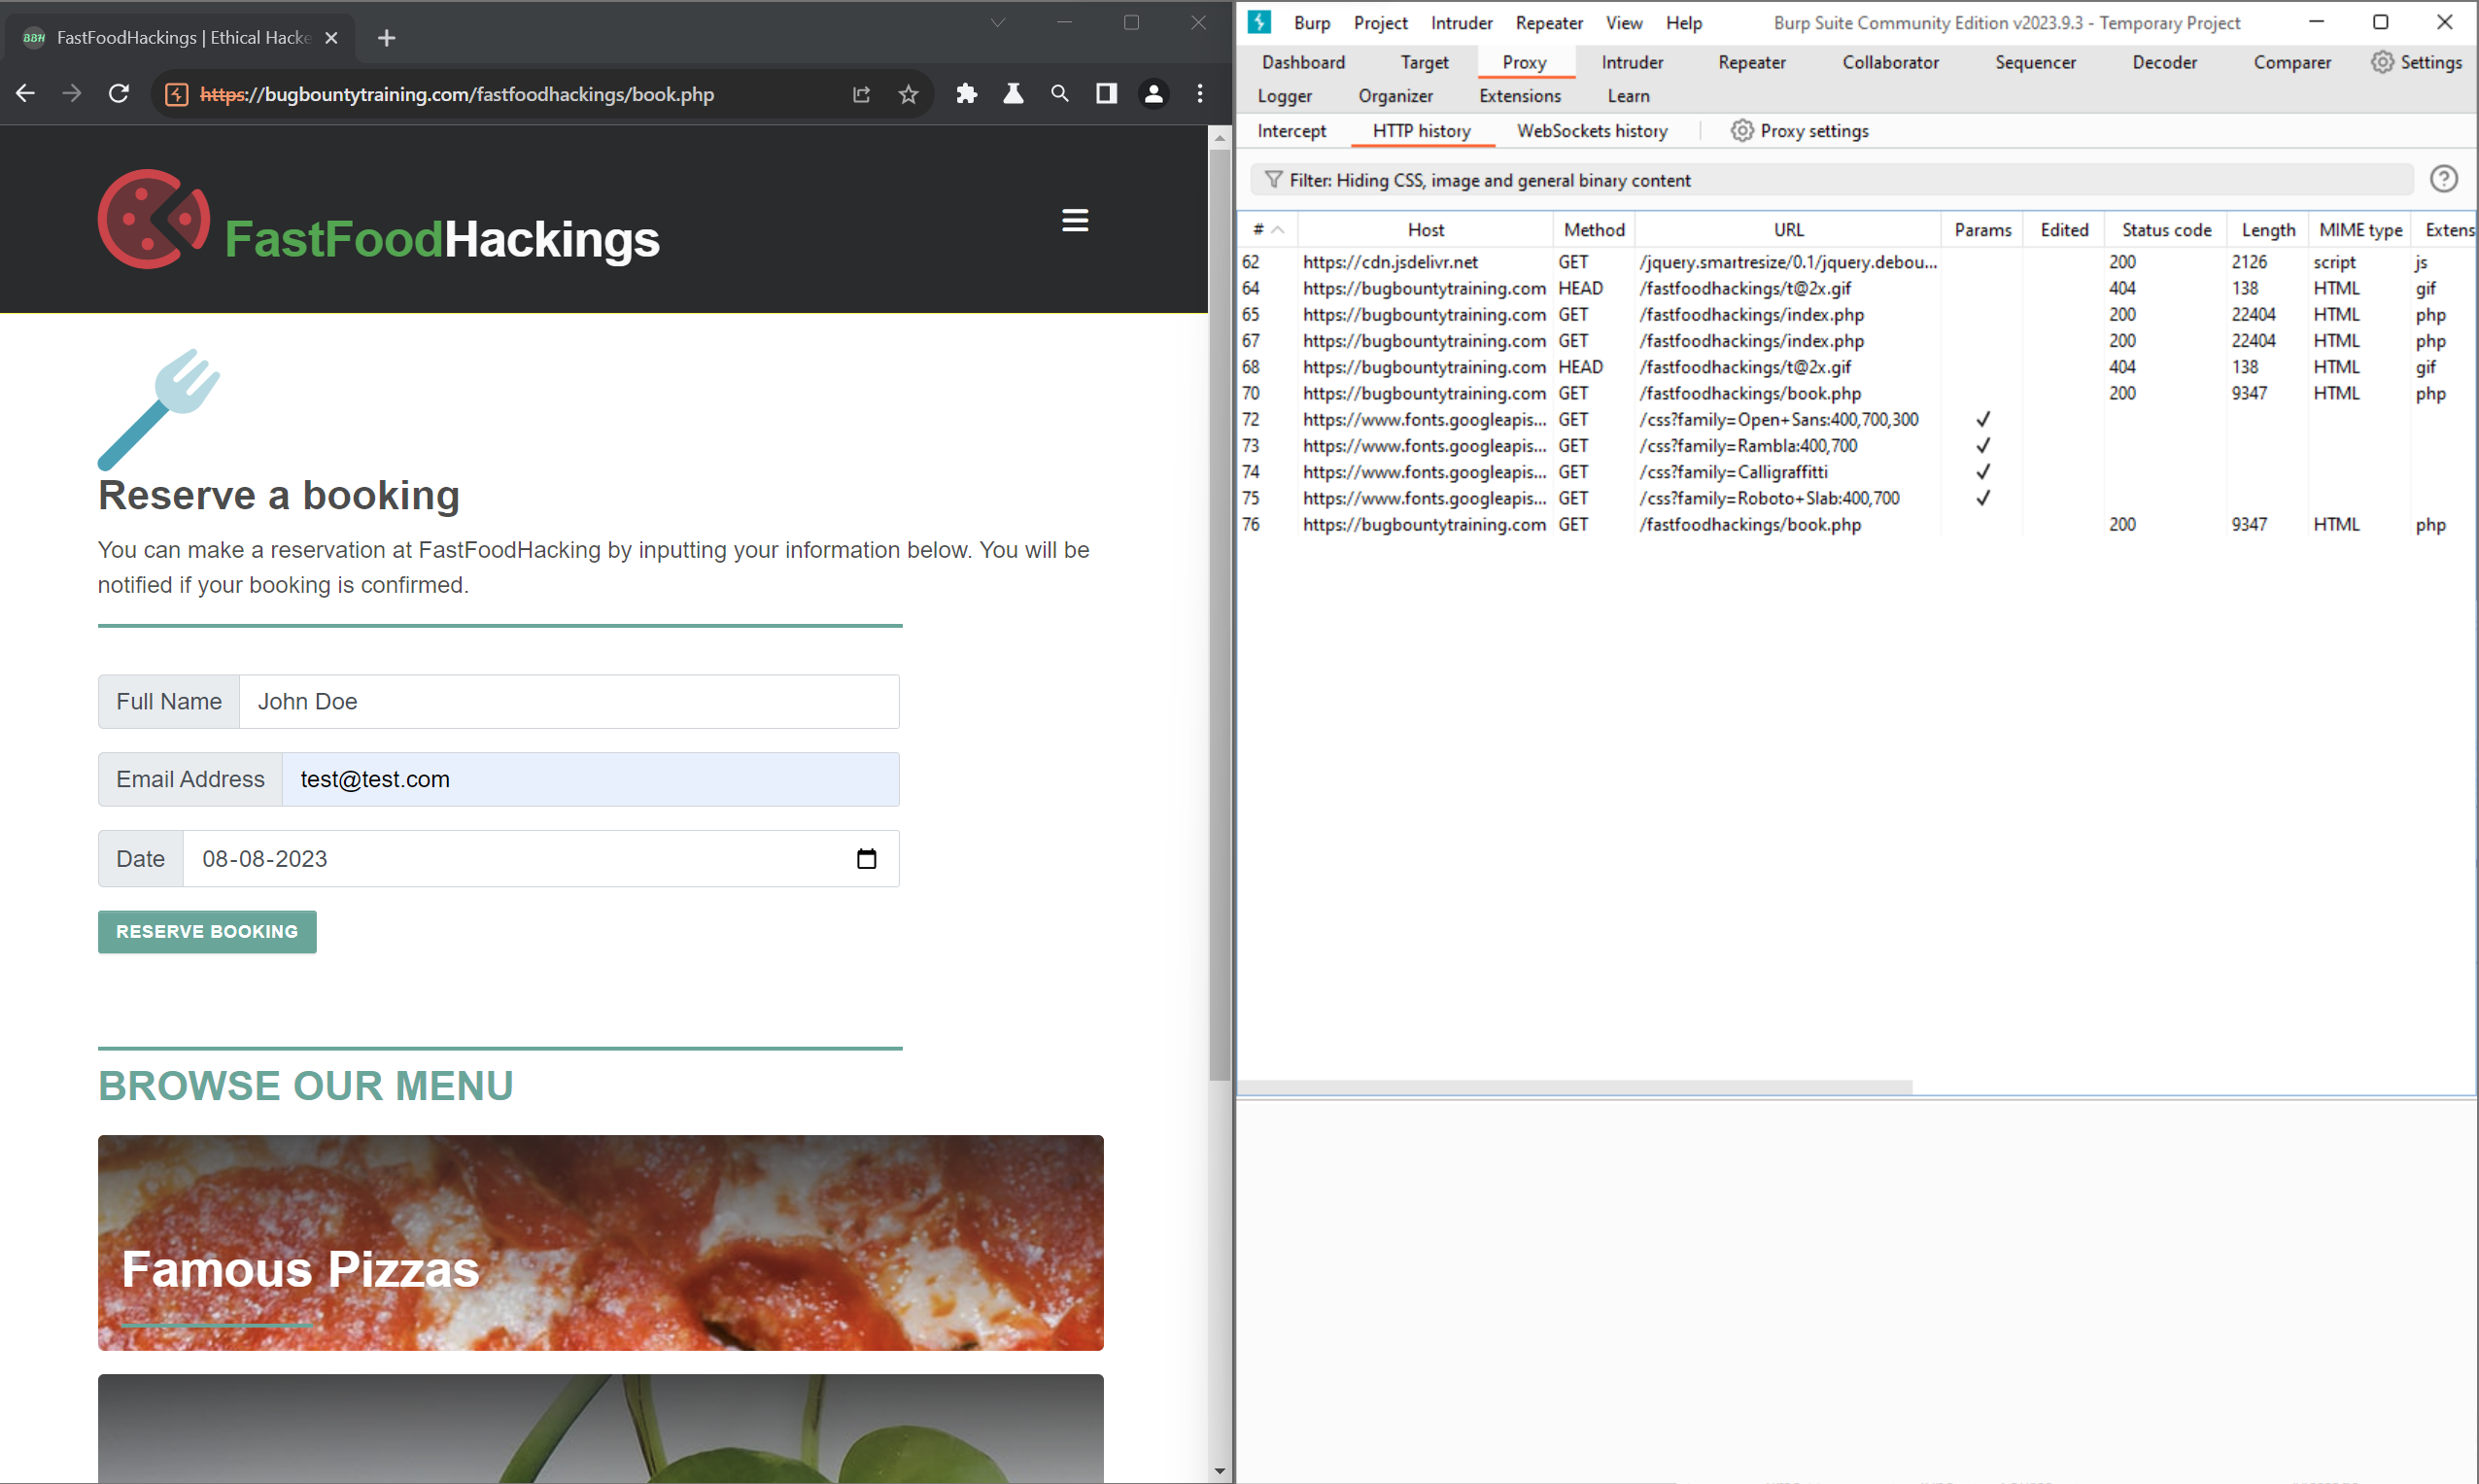 FastFoodHackings | Ethical Hacke
https://bugbountytraining.com/fastfoodhackings/book.php
FastFoodHackings
Reserve a booking
You can make a reservation at FastFoodHacking by inputting your information below. You will be
notified if your booking is confirmed.
Full Name John Doe
Email Address test@test.com
Date 08-08-2023
RESERVE BOOKING
BROWSE OUR MENU
Famous Pizzas
Burp Project Intruder Repeater View Help Burp Suite Community Edition v2023.9.3 - Temporary Project
Dashboard Target Proxy Intruder Repeater Collaborator Sequencer Decoder Comparer Settings
Logger Organizer Extensions Learn
Intercept HTTP history WebSockets history Proxy settings
Filter: Hiding CSS, image and general binary content
# Host Method URL Params Edited Status code Length MIME type Extens
62 https://cdn.jsdelivr.net GET /jquery.smartresize/0.1/jquery.debou... 200 2126 script js
64 https://bugbountytraining.com HEAD /fastfoodhackings/t@2x.gif 404 138 HTML gif
65 https://bugbountytraining.com GET /fastfoodhackings/index.php 200 22404 HTML php
67 https://bugbountytraining.com GET /fastfoodhackings/index.php 200 22404 HTML php
68 https://bugbountytraining.com HEAD /fastfoodhackings/t@2x.gif 404 138 HTML gif
70 https://bugbountytraining.com GET /fastfoodhackings/book.php 200 9347 HTML php
72 https://www.fonts.googleapis... GET /css?family=Open+Sans:400,700,300 ✓
73 https://www.fonts.googleapis... GET /css?family=Rambla:400,700 ✓
74 https://www.fonts.googleapis... GET /css?family=Calligraffitti ✓
75 https://www.fonts.googleapis... GET /css?family=Roboto+Slab:400,700 ✓
76 https://bugbountytraining.com GET /fastfoodhackings/book.php 200 9347 HTML php